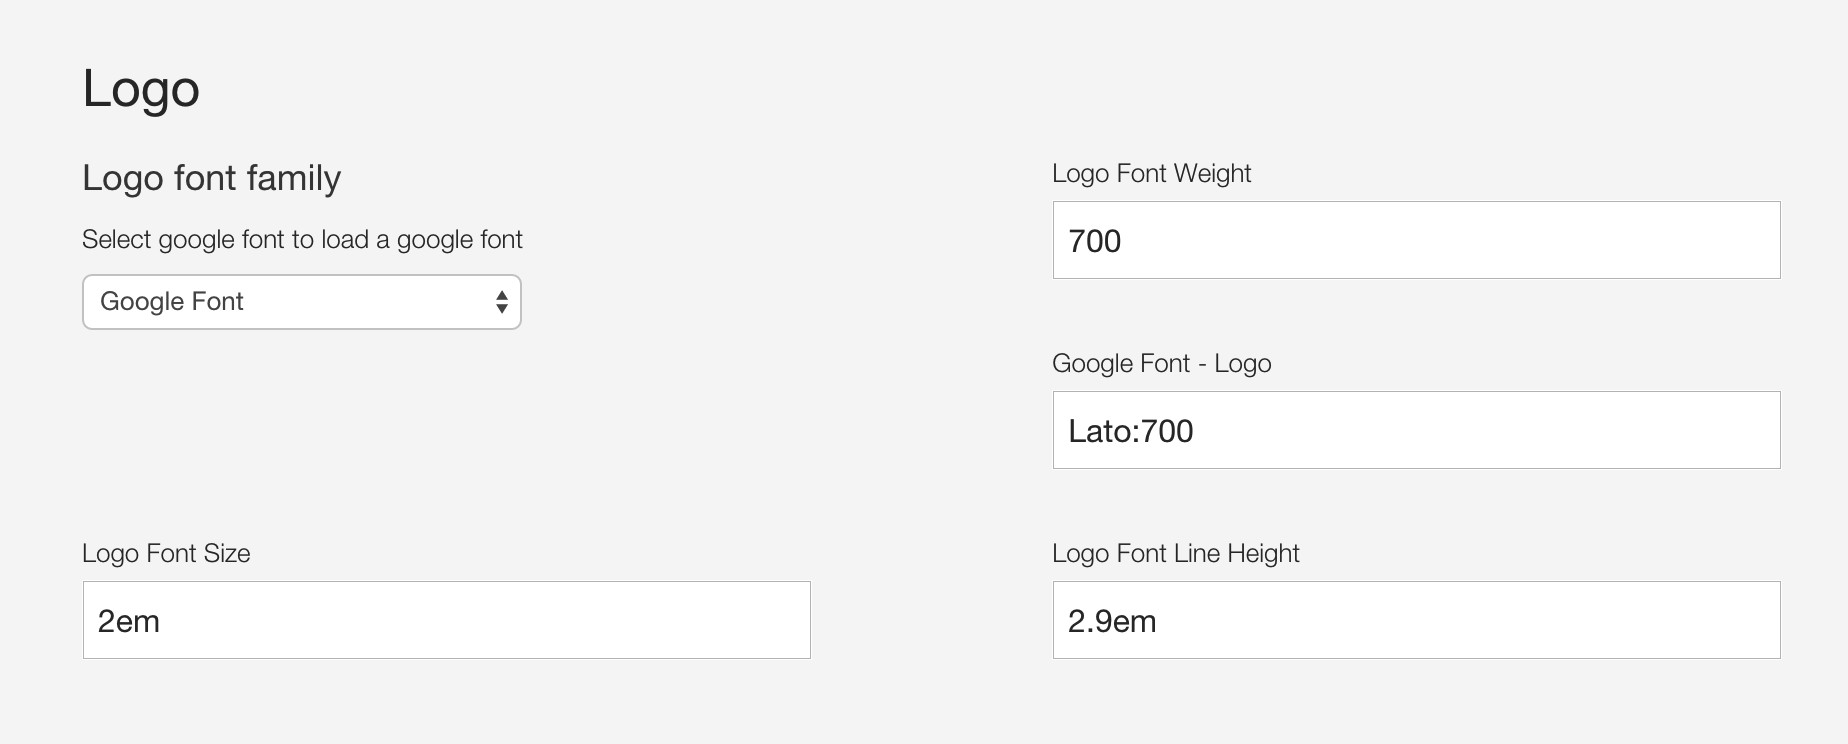 Logo
Logo font family
Select google font to load a google font
Google Font
Logo Font Weight
700
Google Font - Logo
Lato:700
Logo Font Size
2em
Logo Font Line Height
2.9em